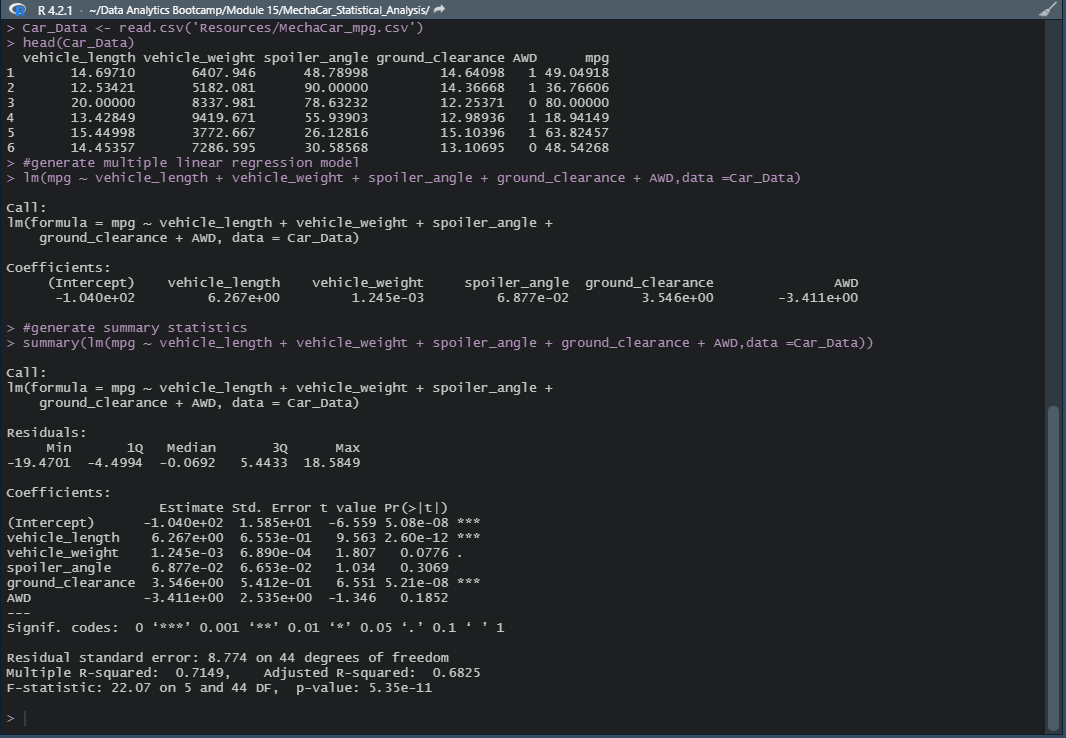 R 4.2.1 · ~/Data Analytics Bootcamp/Module 15/MechaCar_Statistical_Analysis/
> Car_Data <- read.csv('Resources/MechaCar_mpg.csv')
> head(Car_Data)
  vehicle_length vehicle_weight spoiler_angle ground_clearance AWD      mpg
1       14.69710       6407.946      48.78998         14.64098   1 49.04918
2       12.53421       5182.081      90.00000         14.36668   1 36.76606
3       20.00000       8337.981      78.63232         12.25371   0 80.00000
4       13.42849       9419.671      55.93903         12.98936   1 18.94149
5       15.44998       3772.667      26.12816         15.10396   1 63.82457
6       14.45357       7286.595      30.58568         13.10695   0 48.54268
> #generate multiple linear regression model
> lm(mpg ~ vehicle_length + vehicle_weight + spoiler_angle + ground_clearance + AWD,data =Car_Data)
Call:
lm(formula = mpg ~ vehicle_length + vehicle_weight + spoiler_angle +
    ground_clearance + AWD, data = Car_Data)
Coefficients:
     (Intercept)    vehicle_length    vehicle_weight     spoiler_angle  ground_clearance               AWD
      -1.040e+02         6.267e+00         1.245e-03         6.877e-02         3.546e+00        -3.411e+00
> #generate summary statistics
> summary(lm(mpg ~ vehicle_length + vehicle_weight + spoiler_angle + ground_clearance + AWD,data =Car_Data))
Call:
lm(formula = mpg ~ vehicle_length + vehicle_weight + spoiler_angle +
    ground_clearance + AWD, data = Car_Data)
Residuals:
     Min       1Q   Median       3Q      Max
-19.4701  -4.4994  -0.0692   5.4433  18.5849
Coefficients:
                   Estimate Std. Error t value Pr(>|t|)
(Intercept)      -1.040e+02  1.585e+01  -6.559 5.08e-08 ***
vehicle_length    6.267e+00  6.553e-01   9.563 2.60e-12 ***
vehicle_weight    1.245e-03  6.890e-04   1.807   0.0776 .
spoiler_angle     6.877e-02  6.653e-02   1.034   0.3069
ground_clearance  3.546e+00  5.412e-01   6.551 5.21e-08 ***
AWD              -3.411e+00  2.535e+00  -1.346   0.1852
---
Signif. codes:  0 ‘***’ 0.001 ‘**’ 0.01 ‘*’ 0.05 ‘.’ 0.1 ‘ ’ 1
Residual standard error: 8.774 on 44 degrees of freedom
Multiple R-squared:  0.7149,    Adjusted R-squared:  0.6825
F-statistic: 22.07 on 5 and 44 DF,  p-value: 5.35e-11
>